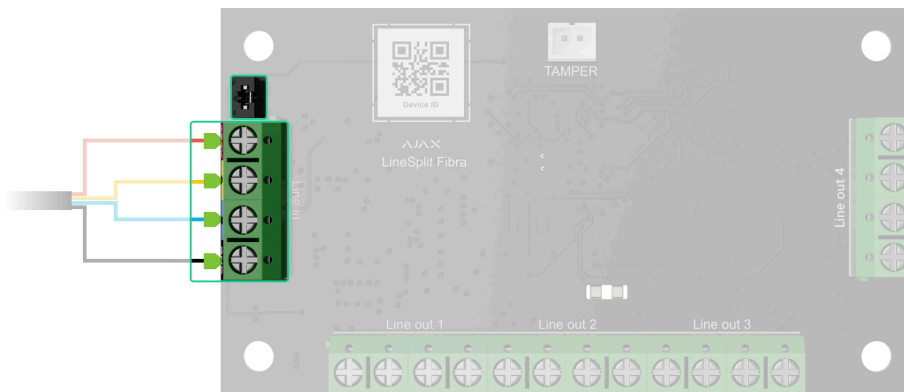 TAMPER
Device ID
AJAX
LineSplit Fibra
Line in
Line out 4
Line out 1
Line out 2
Line out 3